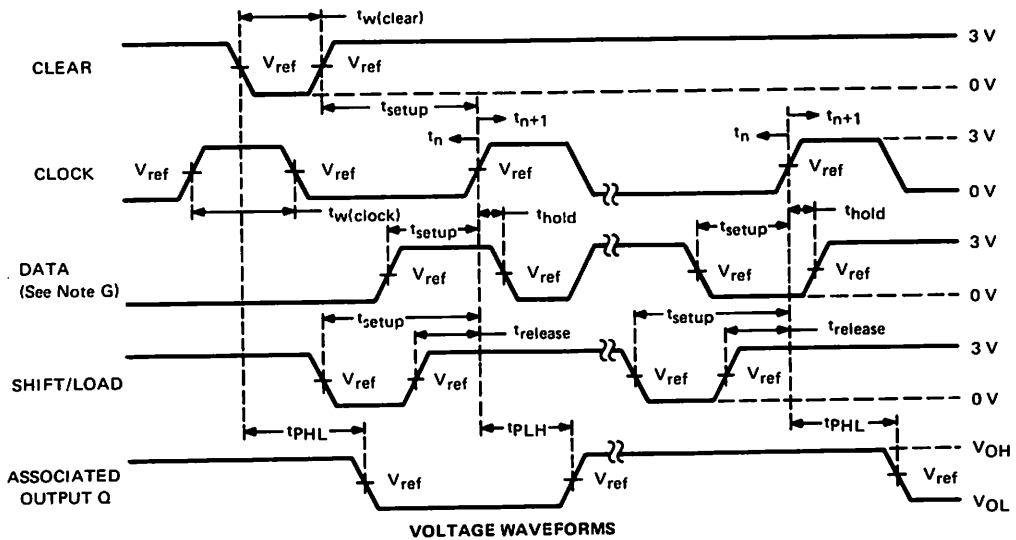 tw(clear)
3 V
CLEAR
Vref
Vref
0 V
tsetup
tn
tn+1
tn
tn+1
3 V
CLOCK
Vref
Vref
Vref
Vref
0 V
tw(clock)
tsetup
thold
tsetup
thold
3 V
DATA
(See Note G)
Vref
Vref
Vref
Vref
0 V
tsetup
trelease
tsetup
trelease
3 V
SHIFT/LOAD
Vref
Vref
Vref
Vref
0 V
tPHL
tPLH
tPHL
VOH
ASSOCIATED
OUTPUT Q
Vref
Vref
Vref
VOL
VOLTAGE WAVEFORMS